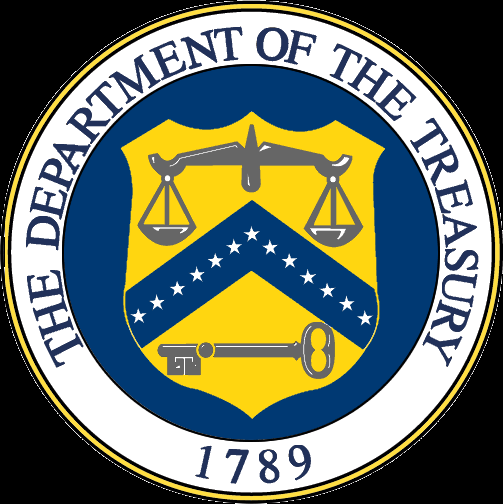 THE DEPARTMENT OF THE TREASURY
1789